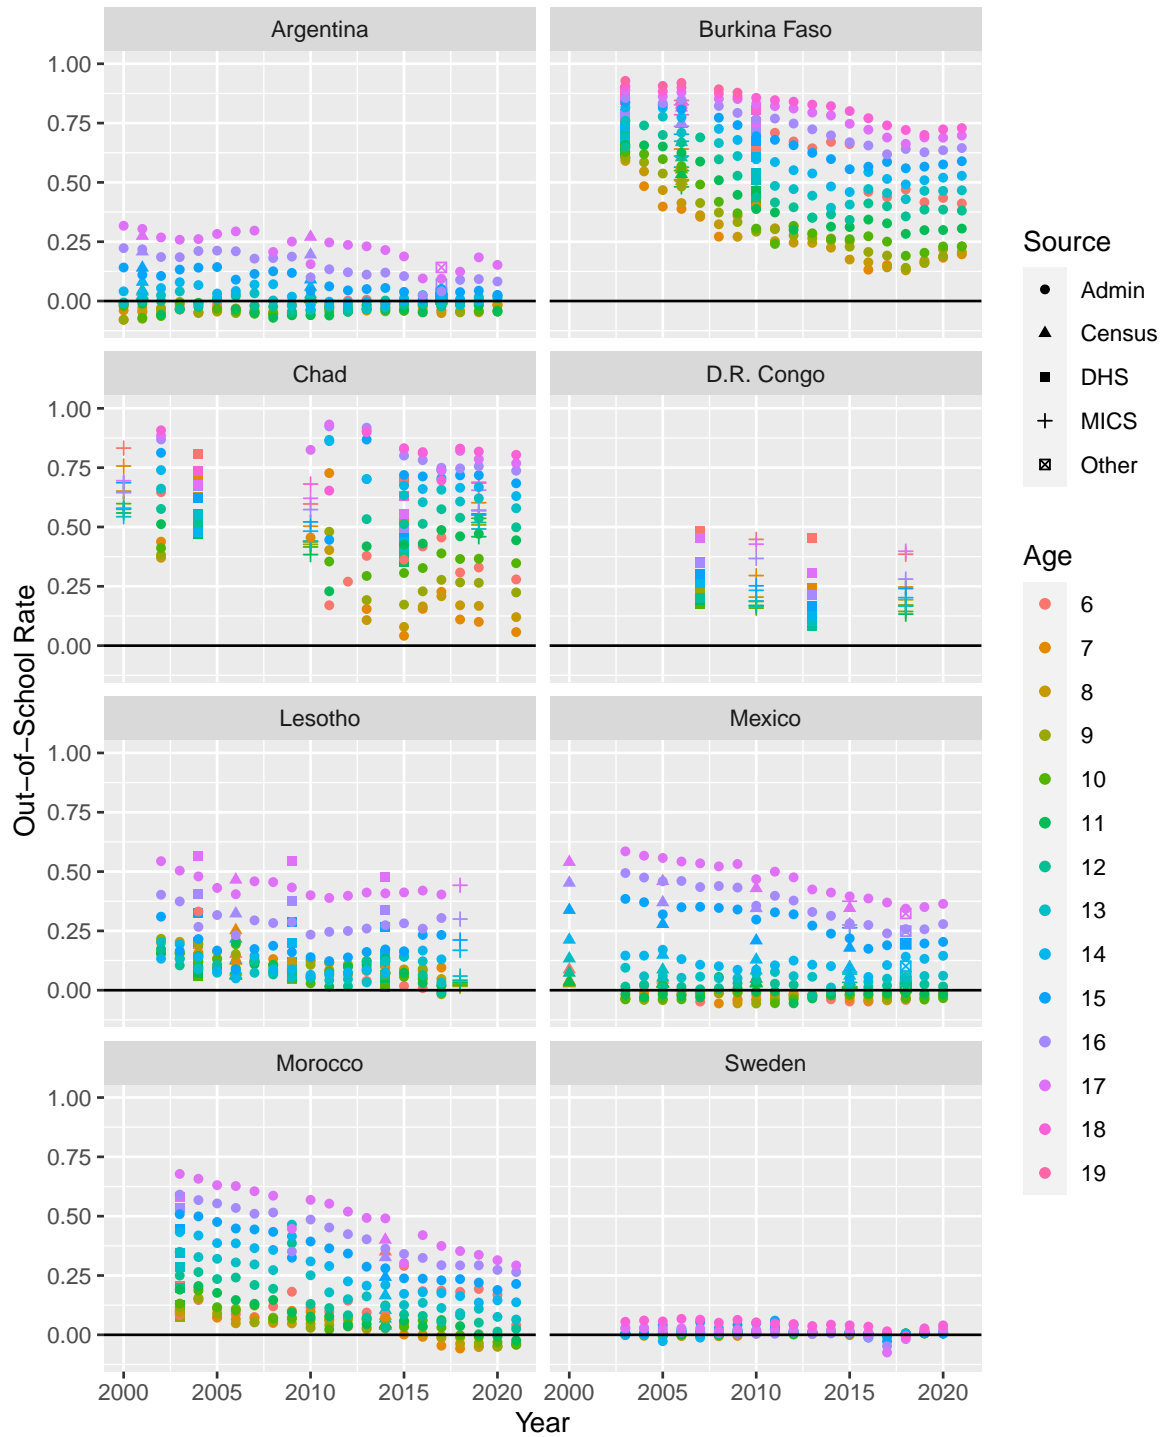 Argentina
Burkina Faso
1.00
0.75
0.50
0.25
0.00
Chad
D.R. Congo
1.00
0.75
0.50
0.25
0.00
Lesotho
Mexico
1.00
0.75
0.50
0.25
0.00
Morocco
Sweden
1.00
0.75
0.50
0.25
0.00
2000 2005 2010 2015 2020
2000 2005 2010 2015 2020
Year
Out−of−School Rate
Source
Admin
Census
DHS
MICS
Other
Age
6
7
8
9
10
11
12
13
14
15
16
17
18
19